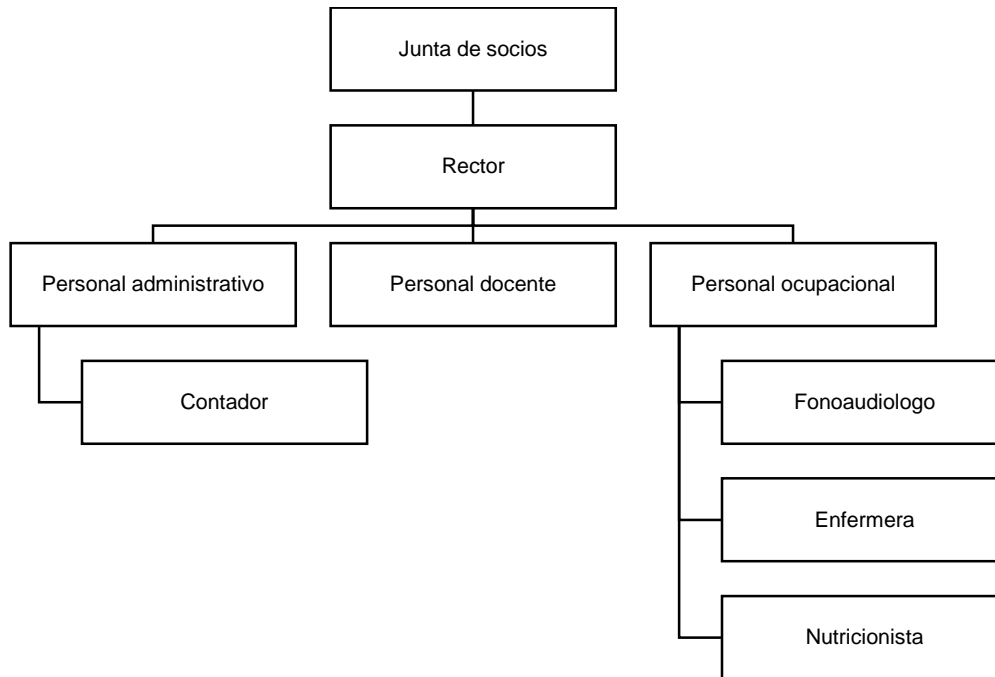 Junta de socios
Rector
Personal administrativo
Personal docente
Personal ocupacional
Contador
Fonoaudiologo
Enfermera
Nutricionista